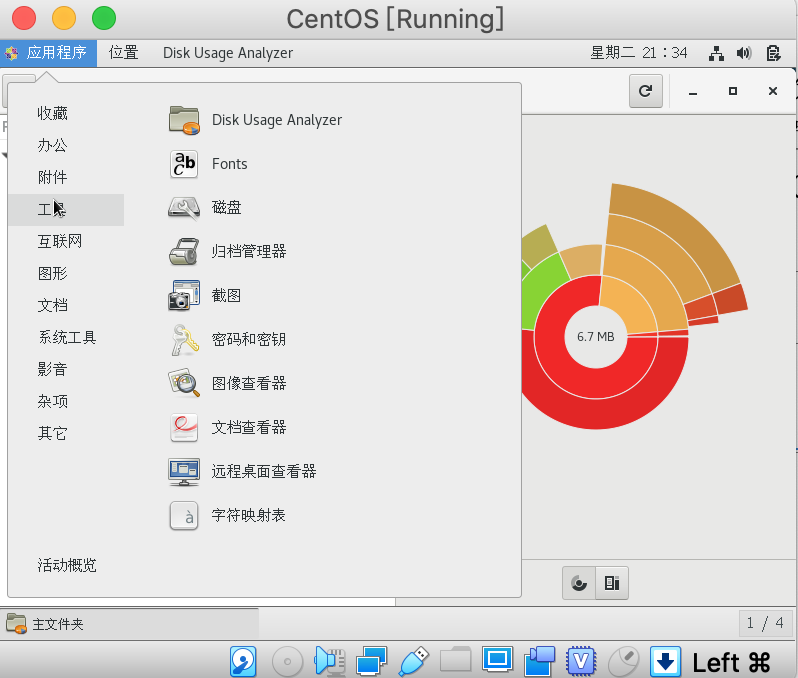 CentOS [Running]
应用程序 位置 Disk Usage Analyzer 星期二 21：34
收藏
办公
附件
工具
互联网
图形
文档
系统工具
影音
杂项
其它
活动概览
Disk Usage Analyzer
Fonts
磁盘
归档管理器
截图
密码和密钥
图像查看器
文档查看器
远程桌面查看器
字符映射表
6.7 MB
主文件夹
1 / 4
Left ⌘